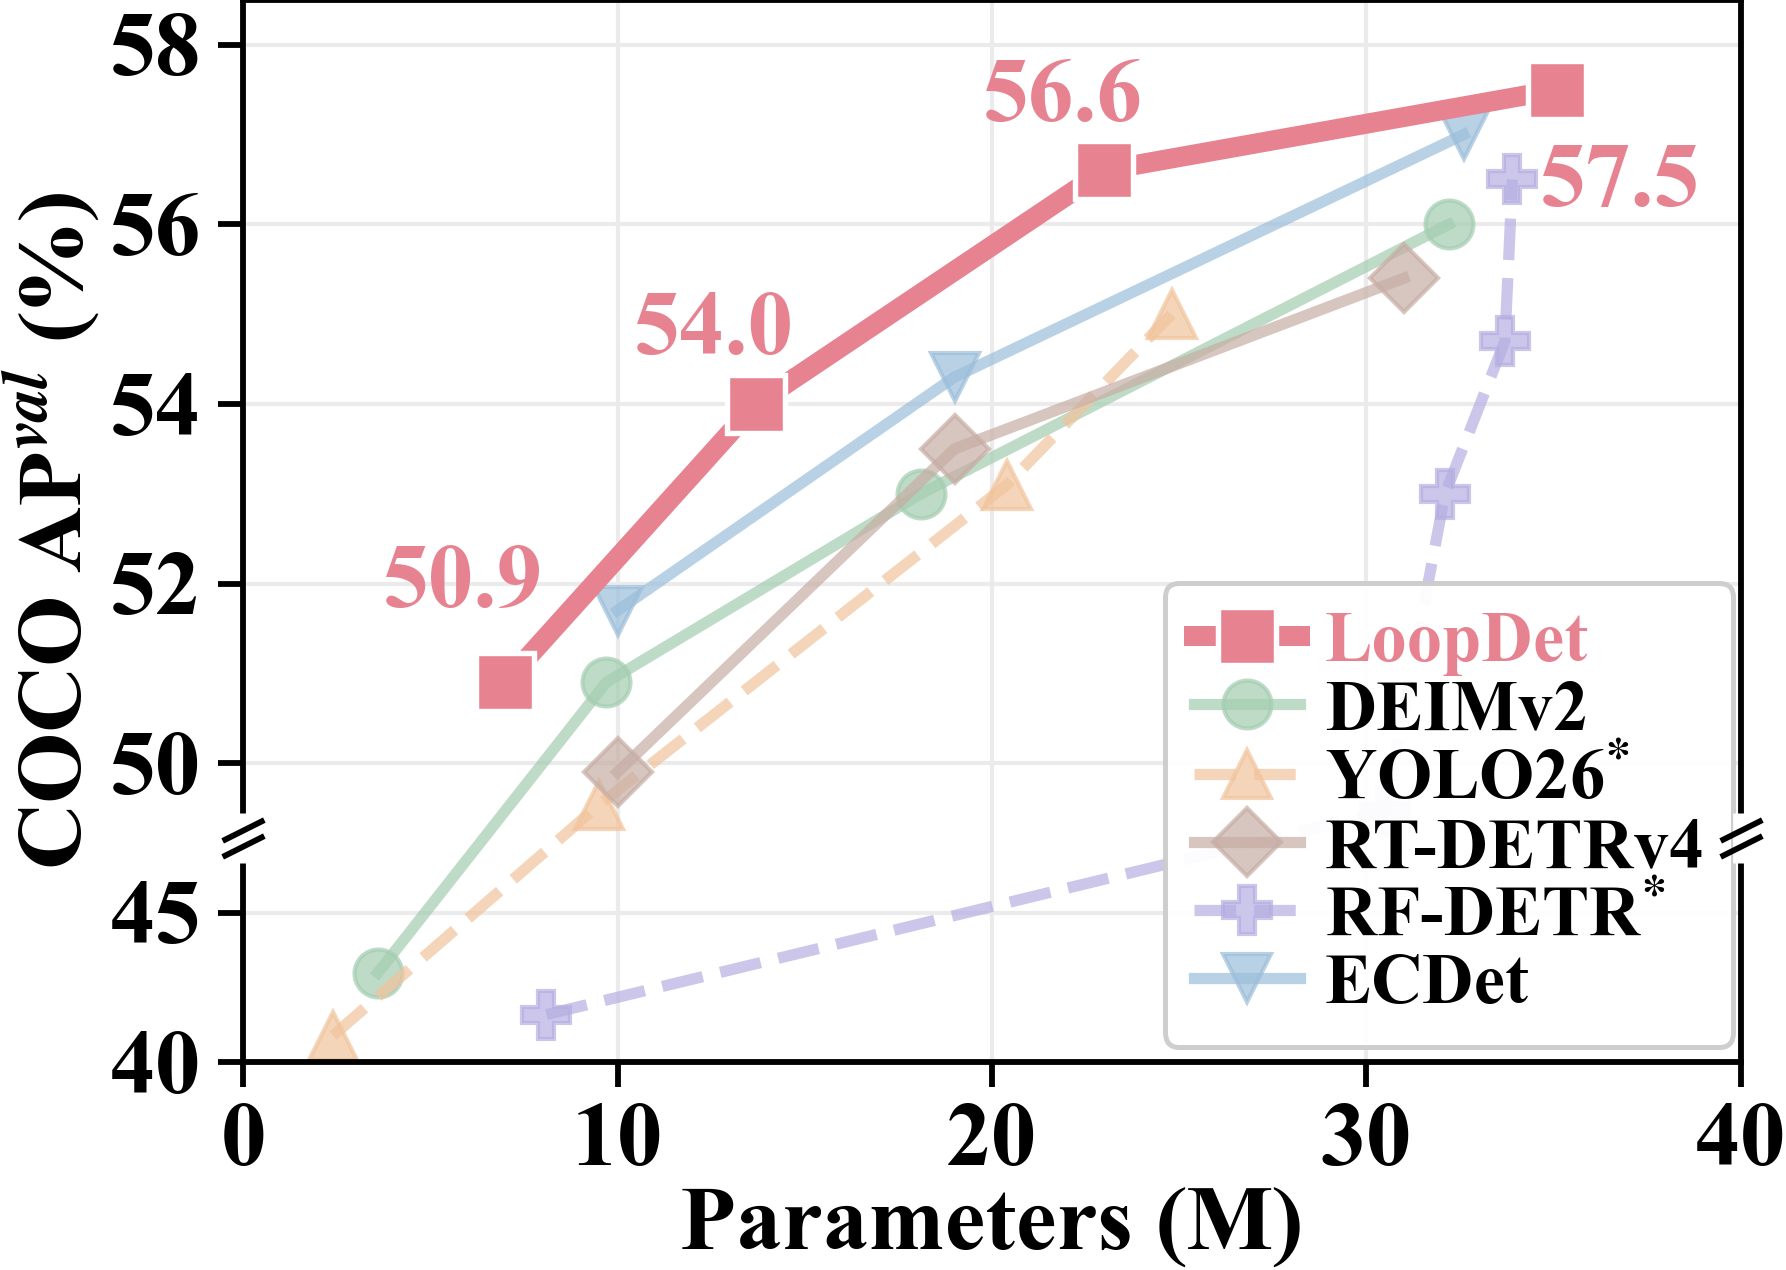 COCO AP^val (%)
58
56
54
52
50
45
40
56.6
57.5
54.0
50.9
LoopDet
DEIMv2
YOLO26*
RT-DETRv4
RF-DETR*
ECDet
0 10 20 30 40
Parameters (M)